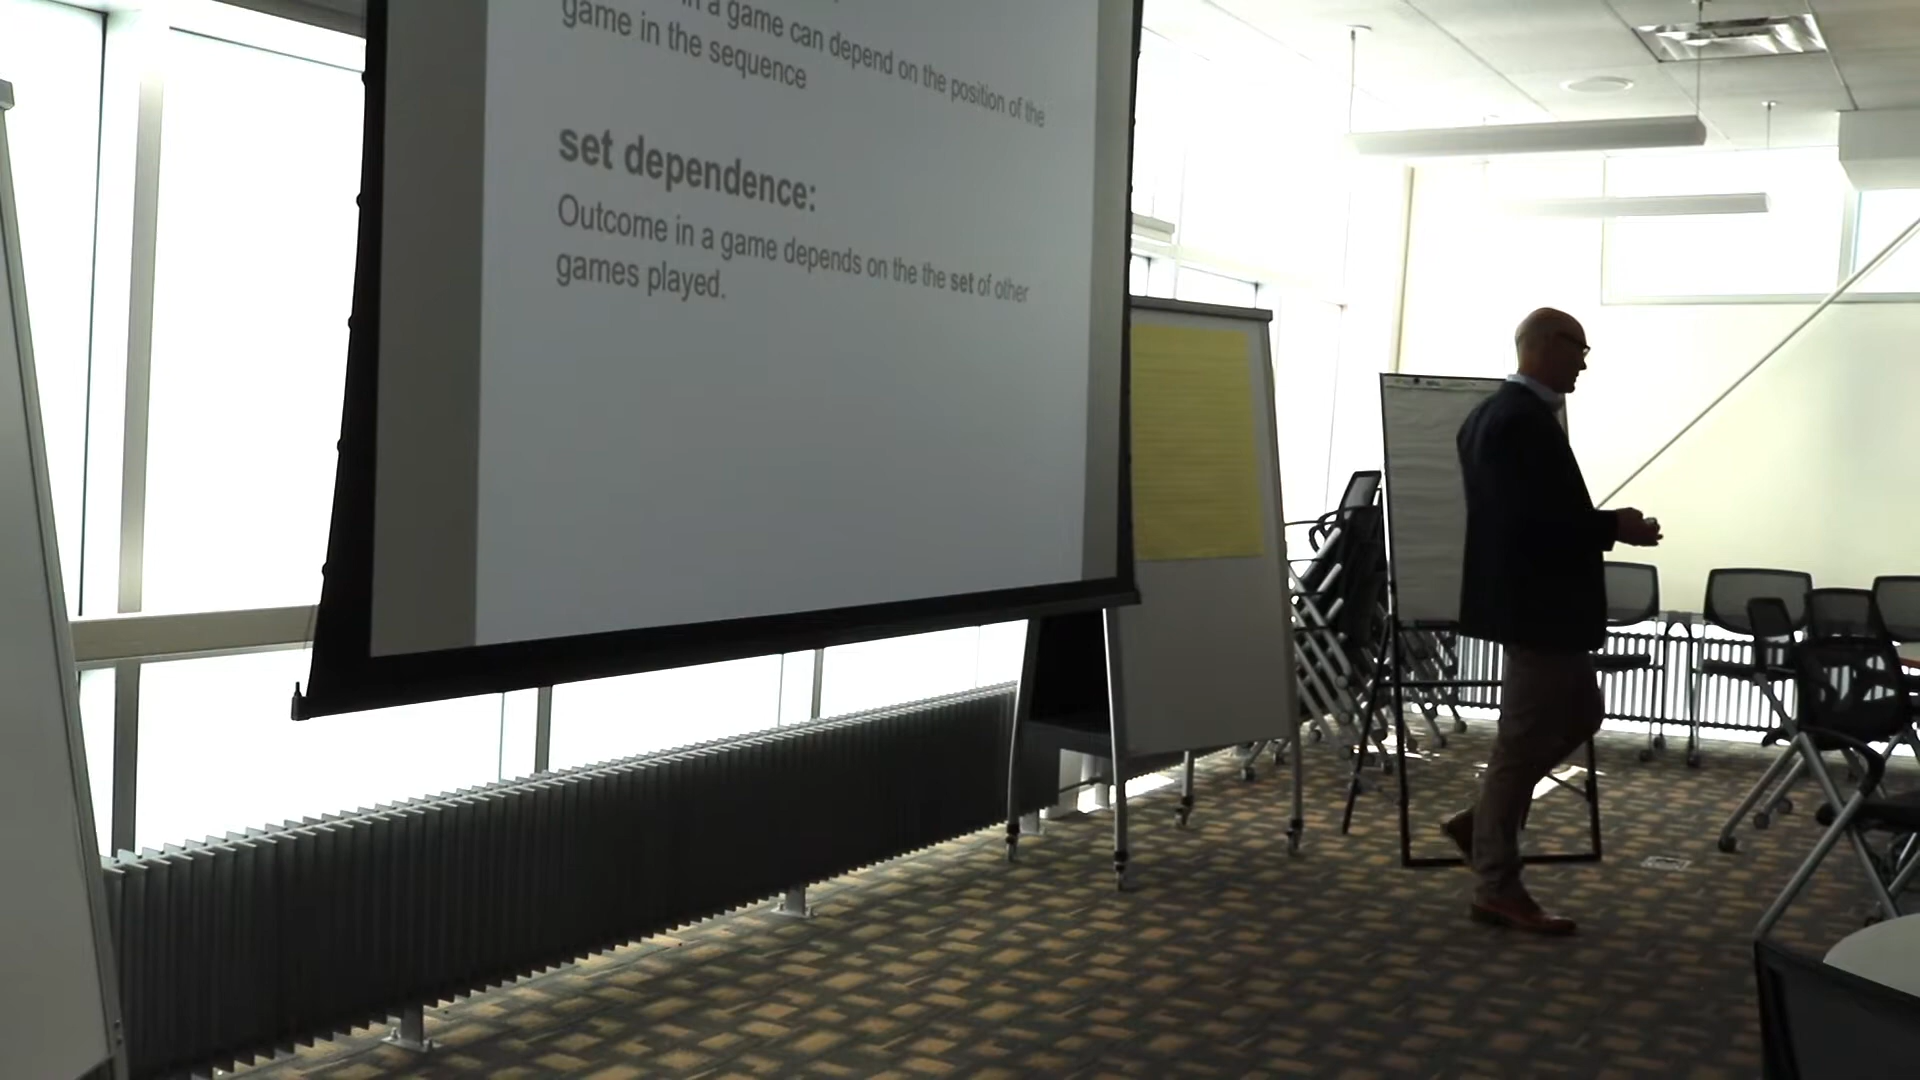 in a game can depend on the position of the
game in the sequence
set dependence:
Outcome in a game depends on the the set of other
games played.